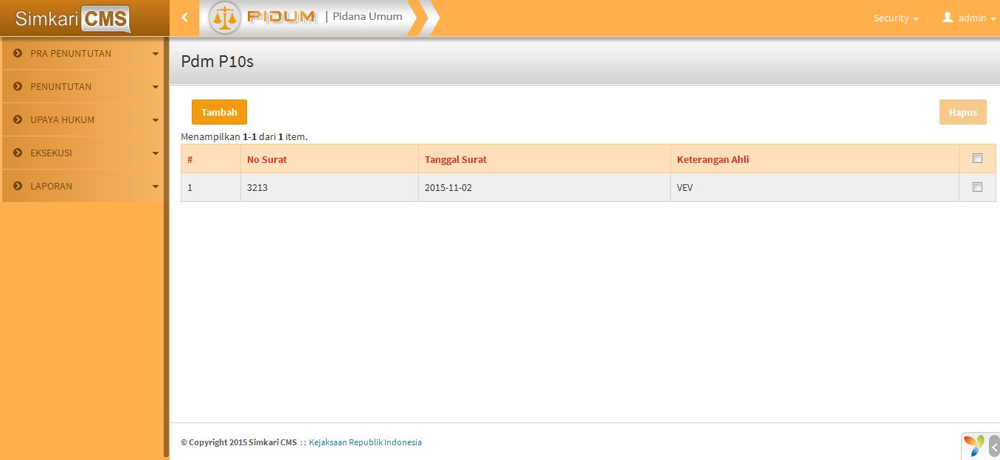 Simkari CMS
PIDUM | Pidana Umum
Security
admin
PRA PENUNTUTAN
PENUNTUTAN
UPAYA HUKUM
EKSEKUSI
LAPORAN
Pdm P10s
Tambah
Hapus
Menampilkan 1-1 dari 1 item.
# No Surat Tanggal Surat Keterangan Ahli
1 3213 2015-11-02 VEV
© Copyright 2015 Simkari CMS :: Kejaksaan Republik Indonesia